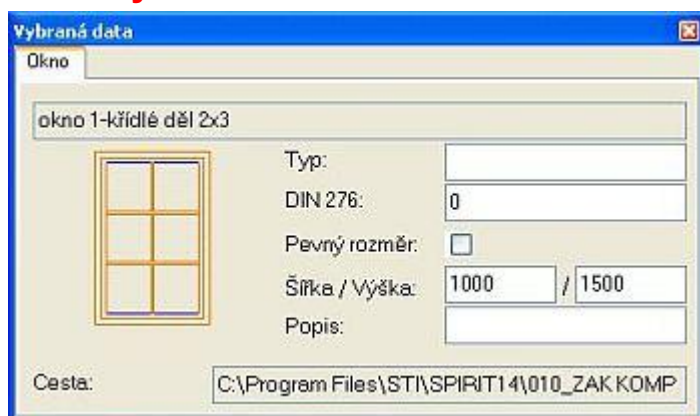 Vybraná data
Okno
okno 1-křídlé děl 2x3
Typ:
DIN 276: 0
Pevný rozměr:
Šířka / Výška: 1000 / 1500
Popis:
Cesta: C:\Program Files\STI\SPIRIT14\010_ZAK KOMP